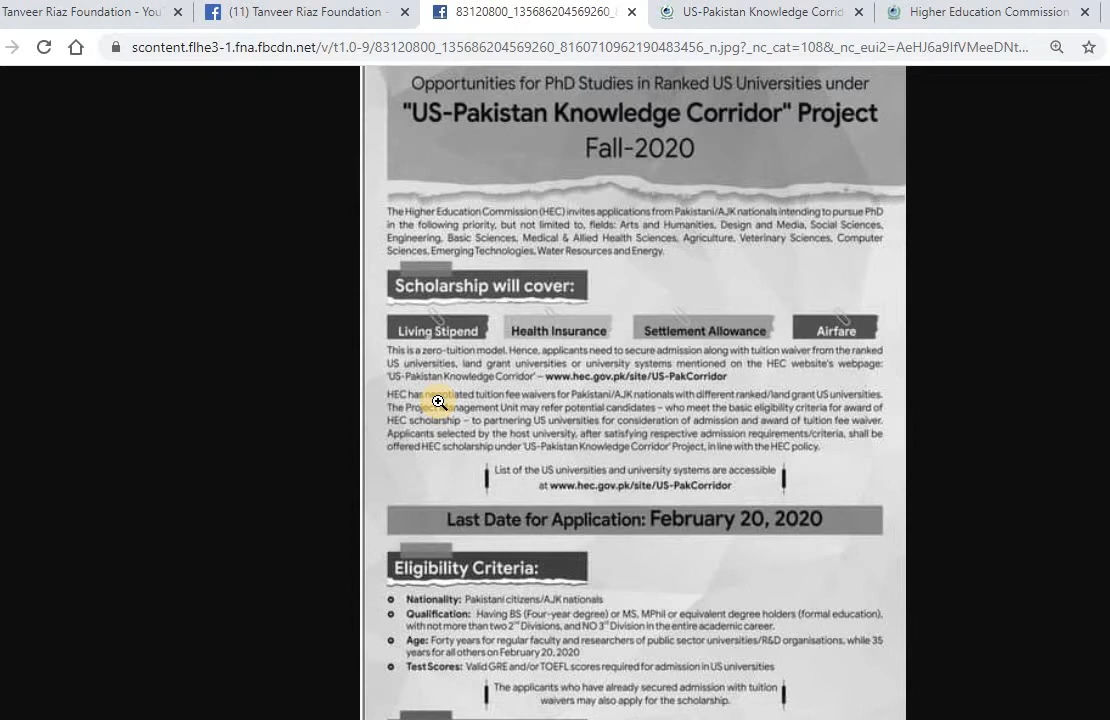 Tanveer Riaz Foundation - You
(11) Tanveer Riaz Foundation -
83120800_135686204569260_
US-Pakistan Knowledge Corrid
Higher Education Commission
scontent.flhe3-1.fna.fbcdn.net/v/t1.0-9/83120800_135686204569260_8160710962190483456_n.jpg?_nc_cat=108&_nc_eui2=AeHJ6a9IfVMeeDNt...
Opportunities for PhD Studies in Ranked US Universities under
"US-Pakistan Knowledge Corridor" Project
Fall-2020
The Higher Education Commission (HEC) invites applications from Pakistani/AJK nationals intending to pursue PhD
in the following priority, but not limited to, fields: Arts and Humanities, Design and Media, Social Sciences,
Engineering, Basic Sciences, Medical & Allied Health Sciences, Agriculture, Veterinary Sciences, Computer
Sciences, Emerging Technologies, Water Resources and Energy.
Scholarship will cover:
Living Stipend Health Insurance Settlement Allowance Airfare
This is a zero-tuition model. Hence, applicants need to secure admission along with tuition waiver from the ranked
US universities, land grant universities or university systems mentioned on the HEC website's webpage:
'US-Pakistan Knowledge Corridor' – www.hec.gov.pk/site/US-PakCorridor
HEC has tuition fee waivers for Pakistani/AJK nationals with different ranked/land grant US universities.
The Management Unit may refer potential candidates – who meet the basic eligibility criteria for award of
HEC scholarship – to partnering US universities for consideration of admission and award of tuition fee waiver.
Applicants selected by the host university, after satisfying respective admission requirements/criteria, shall be
offered HEC scholarship under 'US-Pakistan Knowledge Corridor' Project, in line with the HEC policy.
List of the US universities and university systems are accessible
at www.hec.gov.pk/site/US-PakCorridor
Last Date for Application: February 20, 2020
Eligibility Criteria:
Nationality: Pakistani citizens/AJK nationals
Qualification: Having BS (Four-year degree) or MS, MPhil or equivalent degree holders (formal education),
with not more than two 2nd Divisions, and NO 3rd Division in the entire academic career.
Age: Forty years for regular faculty and researchers of public sector universities/R&D organisations, while 35
years for all others on February 20, 2020
Test Scores: Valid GRE and/or TOEFL scores required for admission in US universities
The applicants who have already secured admission with tuition
waivers may also apply for the scholarship.